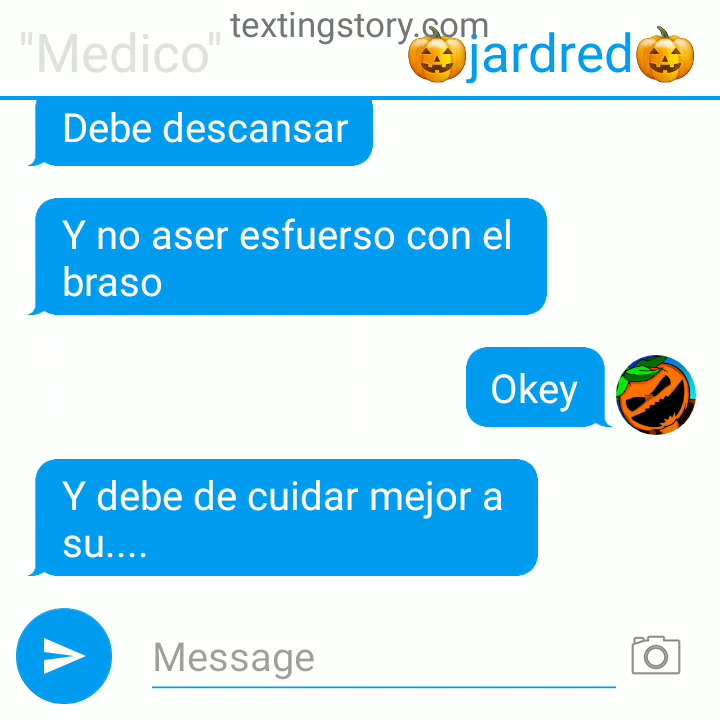 textingstory.com
"Medico"
🎃jardred🎃
Debe descansar
Y no aser esfuerso con el
braso
Okey
Y debe de cuidar mejor a
su....
Message